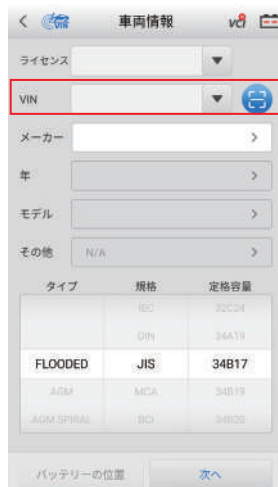 車両情報
VCI
ライセンス
VIN
メーカー
年
モデル
その他 N/A
タイプ 規格 定格容量
IEC 32C24
DIN 34A19
FLOODED JIS 34B17
AGM MCA 34B19
AGM SPIRAL BCI 34B20
バッテリーの位置 次へ